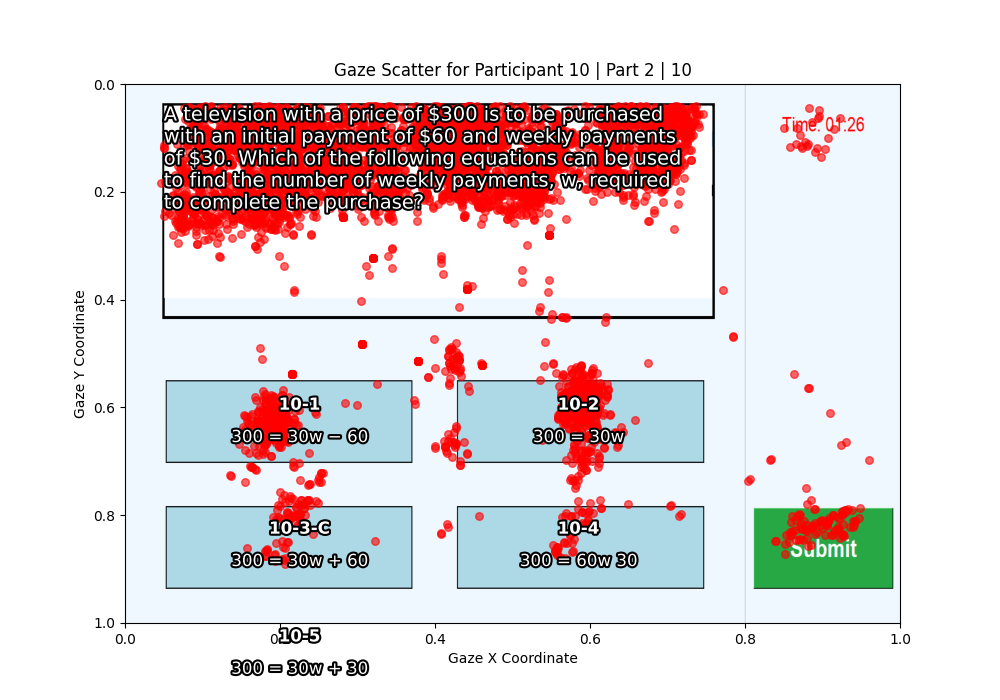 Gaze Scatter for Participant 10 | Part 2 | 10
A television with a price of $300 is to be purchased
with an initial payment of $60 and weekly payments
of $30. Which of the following equations can be used
to find the number of weekly payments, w, required
to complete the purchase?
Time: 01:26
10-1
300 = 30w − 60
10-2
300 = 30w
10-3-C
300 = 30w + 60
10-4
300 = 60w 30
Submit
10-5
300 = 30w + 30
Gaze Y Coordinate
0.0
0.2
0.4
0.6
0.8
1.0
0.0
0.4
0.6
0.8
1.0
Gaze X Coordinate